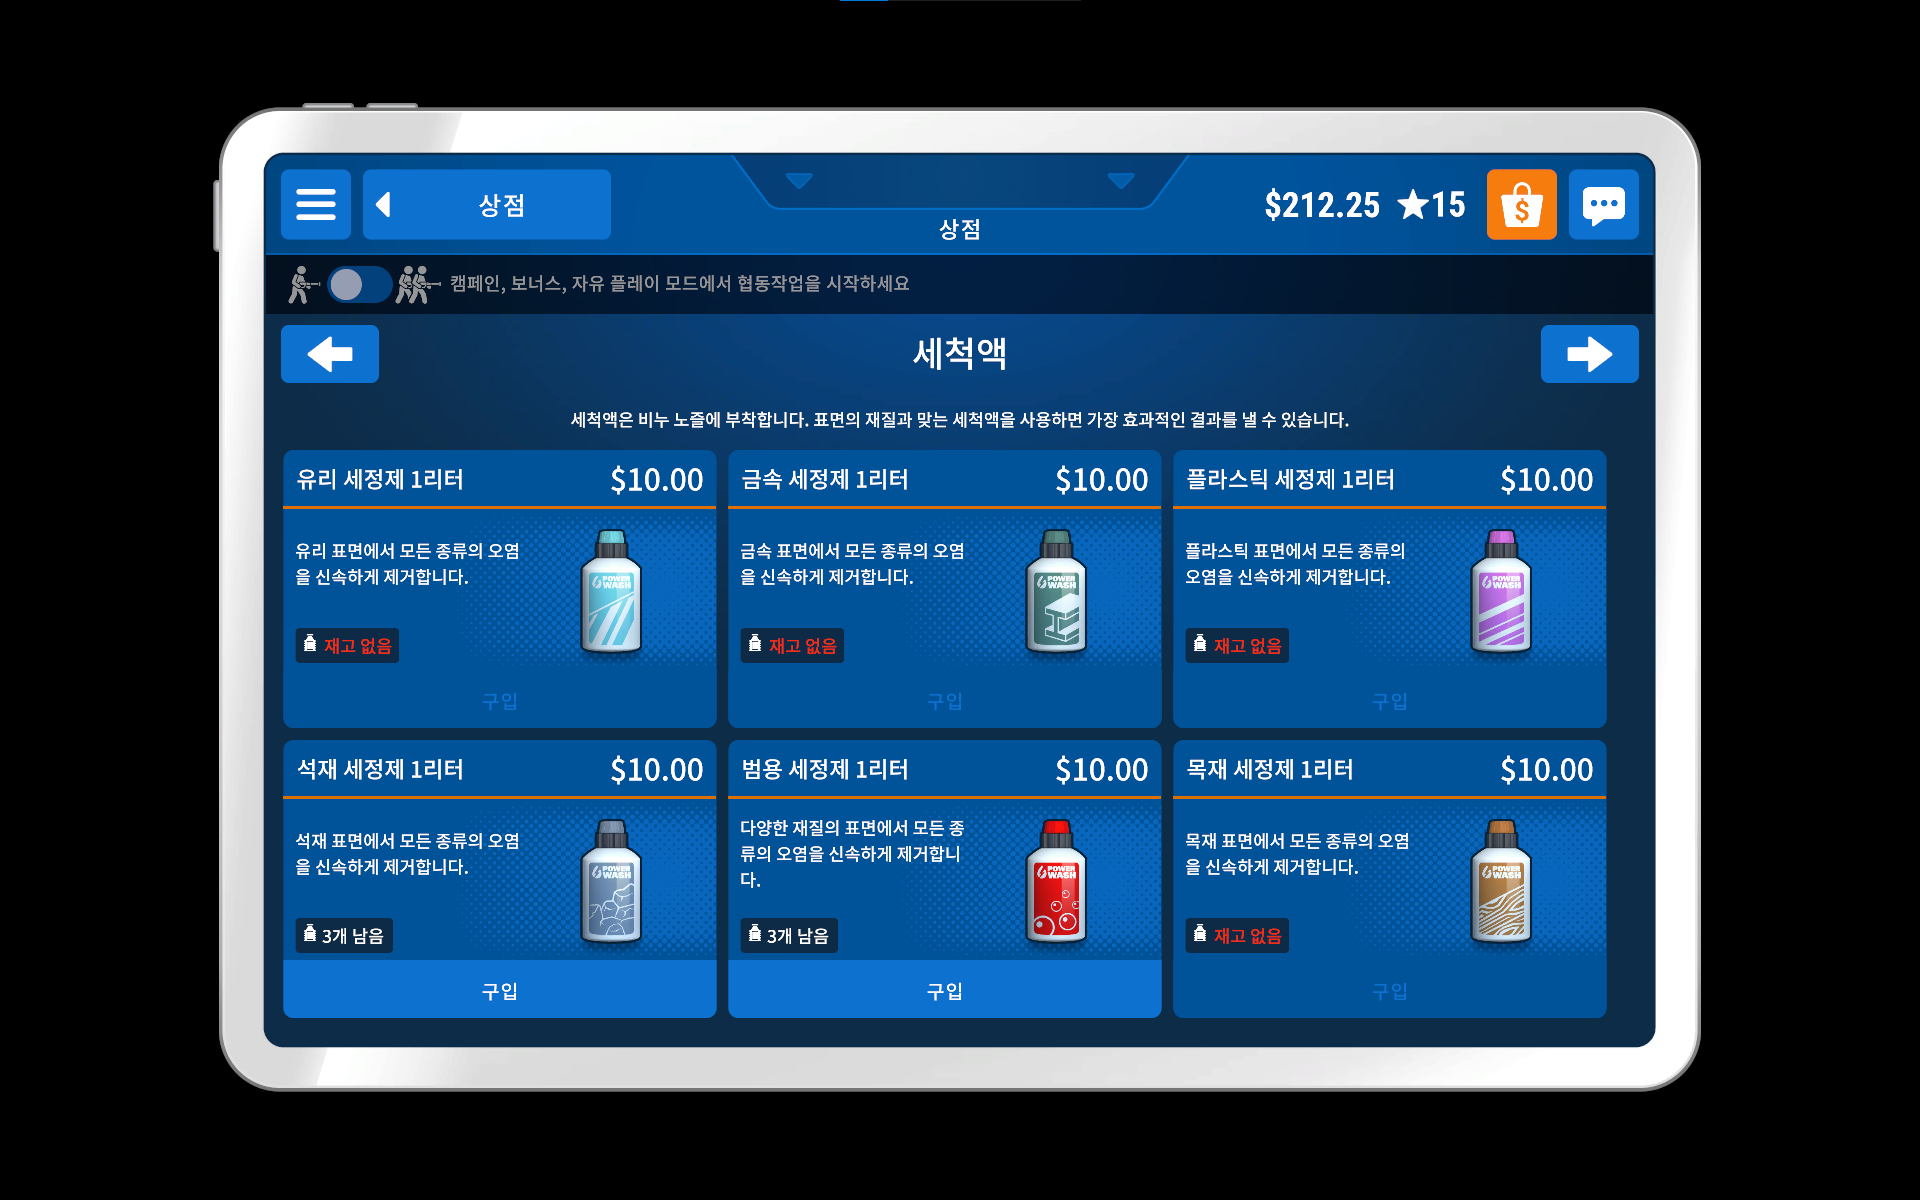 상점
상점
$212.25 ★15
캠페인, 보너스, 자유 플레이 모드에서 협동작업을 시작하세요
세척액
세척액은 비누 노즐에 부착합니다. 표면의 재질과 맞는 세척액을 사용하면 가장 효과적인 결과를 낼 수 있습니다.
유리 세정제 1리터 $10.00
유리 표면에서 모든 종류의 오염
을 신속하게 제거합니다.
POWER
WASH
재고 없음
구입
금속 세정제 1리터 $10.00
금속 표면에서 모든 종류의 오염
을 신속하게 제거합니다.
POWER
WASH
재고 없음
구입
플라스틱 세정제 1리터 $10.00
플라스틱 표면에서 모든 종류의
오염을 신속하게 제거합니다.
POWER
WASH
재고 없음
구입
석재 세정제 1리터 $10.00
석재 표면에서 모든 종류의 오염
을 신속하게 제거합니다.
POWER
WASH
3개 남음
구입
범용 세정제 1리터 $10.00
다양한 재질의 표면에서 모든 종
류의 오염을 신속하게 제거합니
다.
POWER
WASH
3개 남음
구입
목재 세정제 1리터 $10.00
목재 표면에서 모든 종류의 오염
을 신속하게 제거합니다.
POWER
WASH
재고 없음
구입